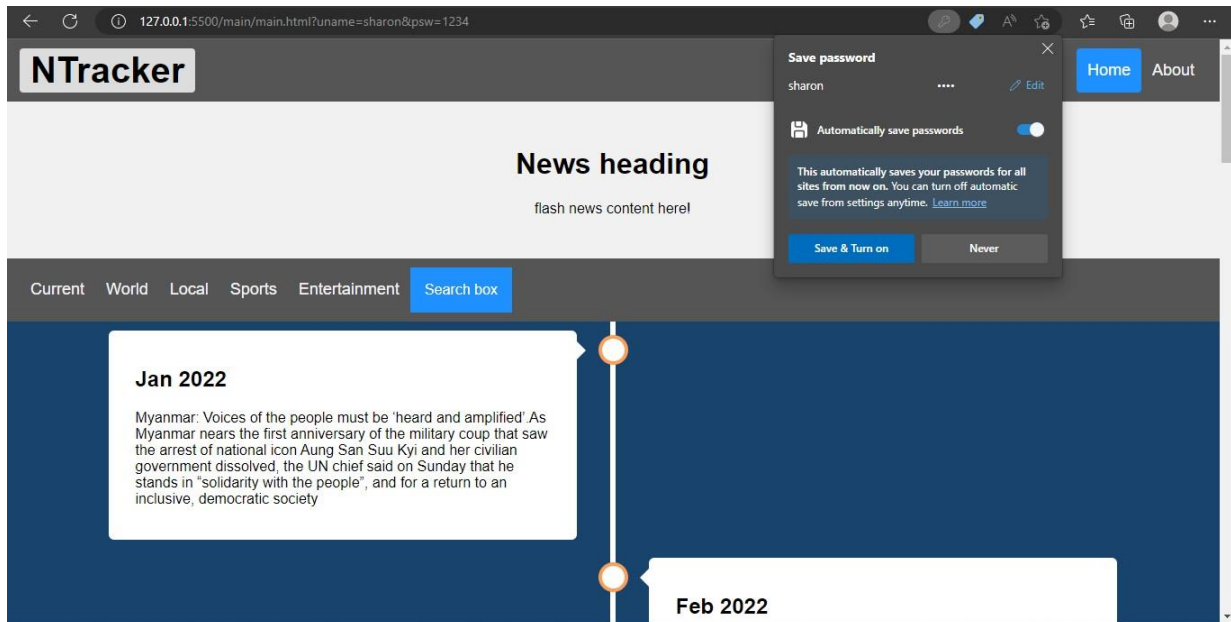 127.0.0.1:5500/main/main.html?uname=sharon&psw=1234
NTracker
Home About
Save password
sharon •••• Edit
Automatically save passwords
This automatically saves your passwords for all
sites from now on. You can turn off automatic
save from settings anytime. Learn more
Save & Turn on Never
News heading
flash news content here!
Current World Local Sports Entertainment Search box
Jan 2022
Myanmar: Voices of the people must be ‘heard and amplified’.As
Myanmar nears the first anniversary of the military coup that saw
the arrest of national icon Aung San Suu Kyi and her civilian
government dissolved, the UN chief said on Sunday that he
stands in “solidarity with the people”, and for a return to an
inclusive, democratic society
Feb 2022